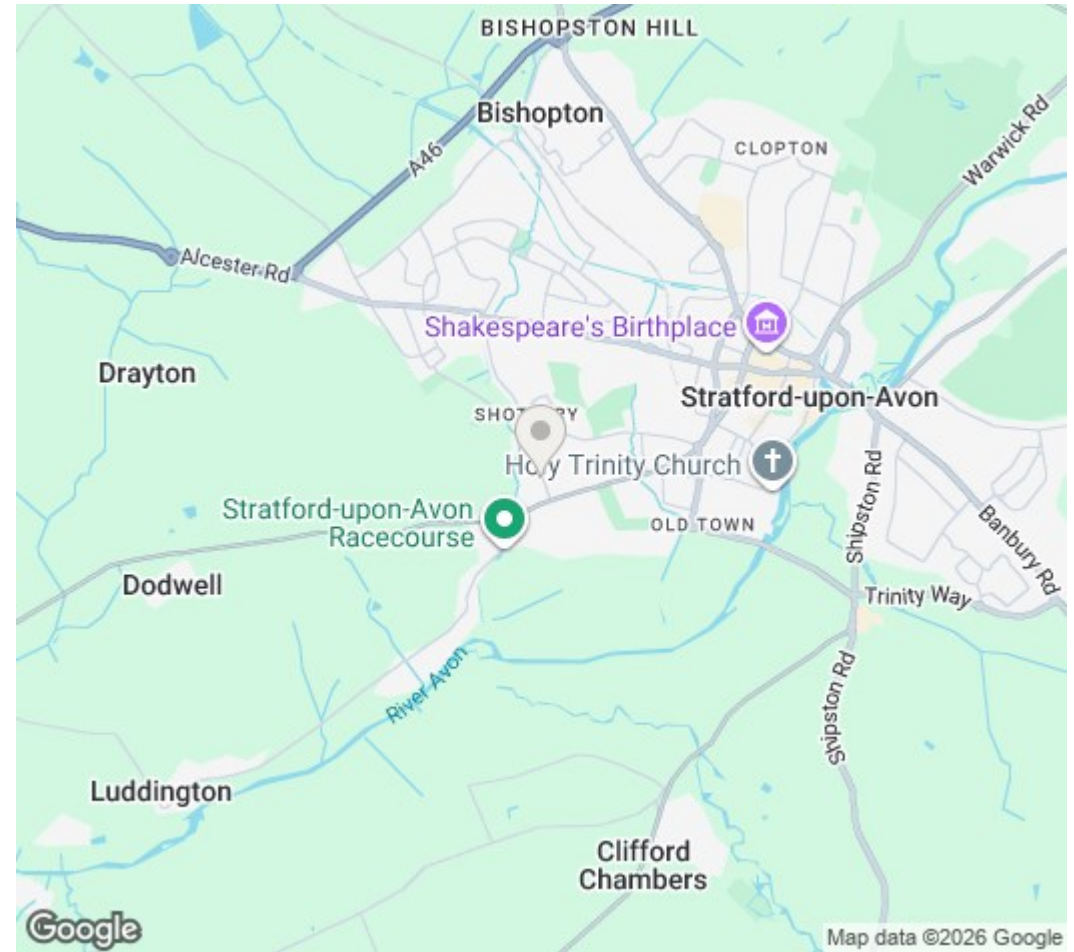 BISHOPSTON HILL
Bishopton
CLOPTON
Warwick Rd
A46
Alcester Rd
Shakespeare's Birthplace
Drayton
Stratford-upon-Avon
SHOT RY
Holy Trinity Church
Stratford-upon-Avon
Racecourse
OLD TOWN
Shipston Rd
Banbury Rd
Dodwell
Trinity Way
River Avon
Shipston Rd
Luddington
Clifford
Chambers
Google
Map data ©2026 Google